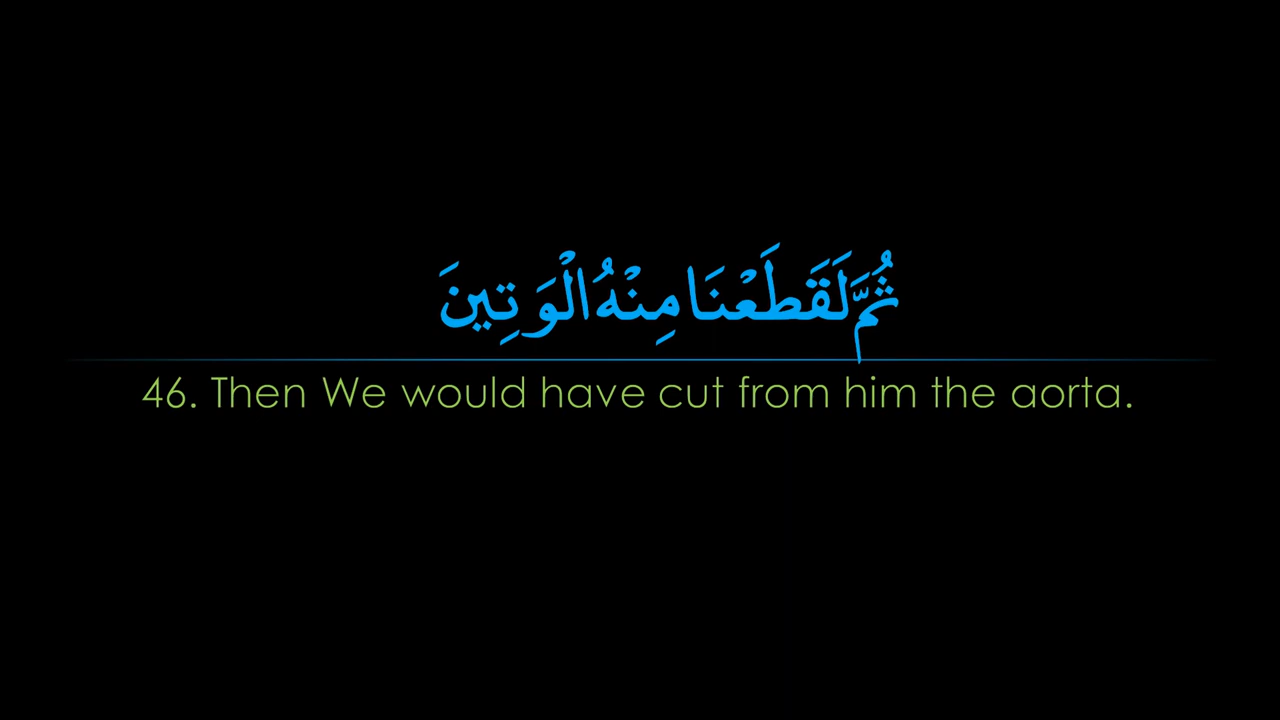 ثُمَّ لَقَطَعْنَا مِنْهُ الْوَتِينَ
46. Then We would have cut from him the aorta.